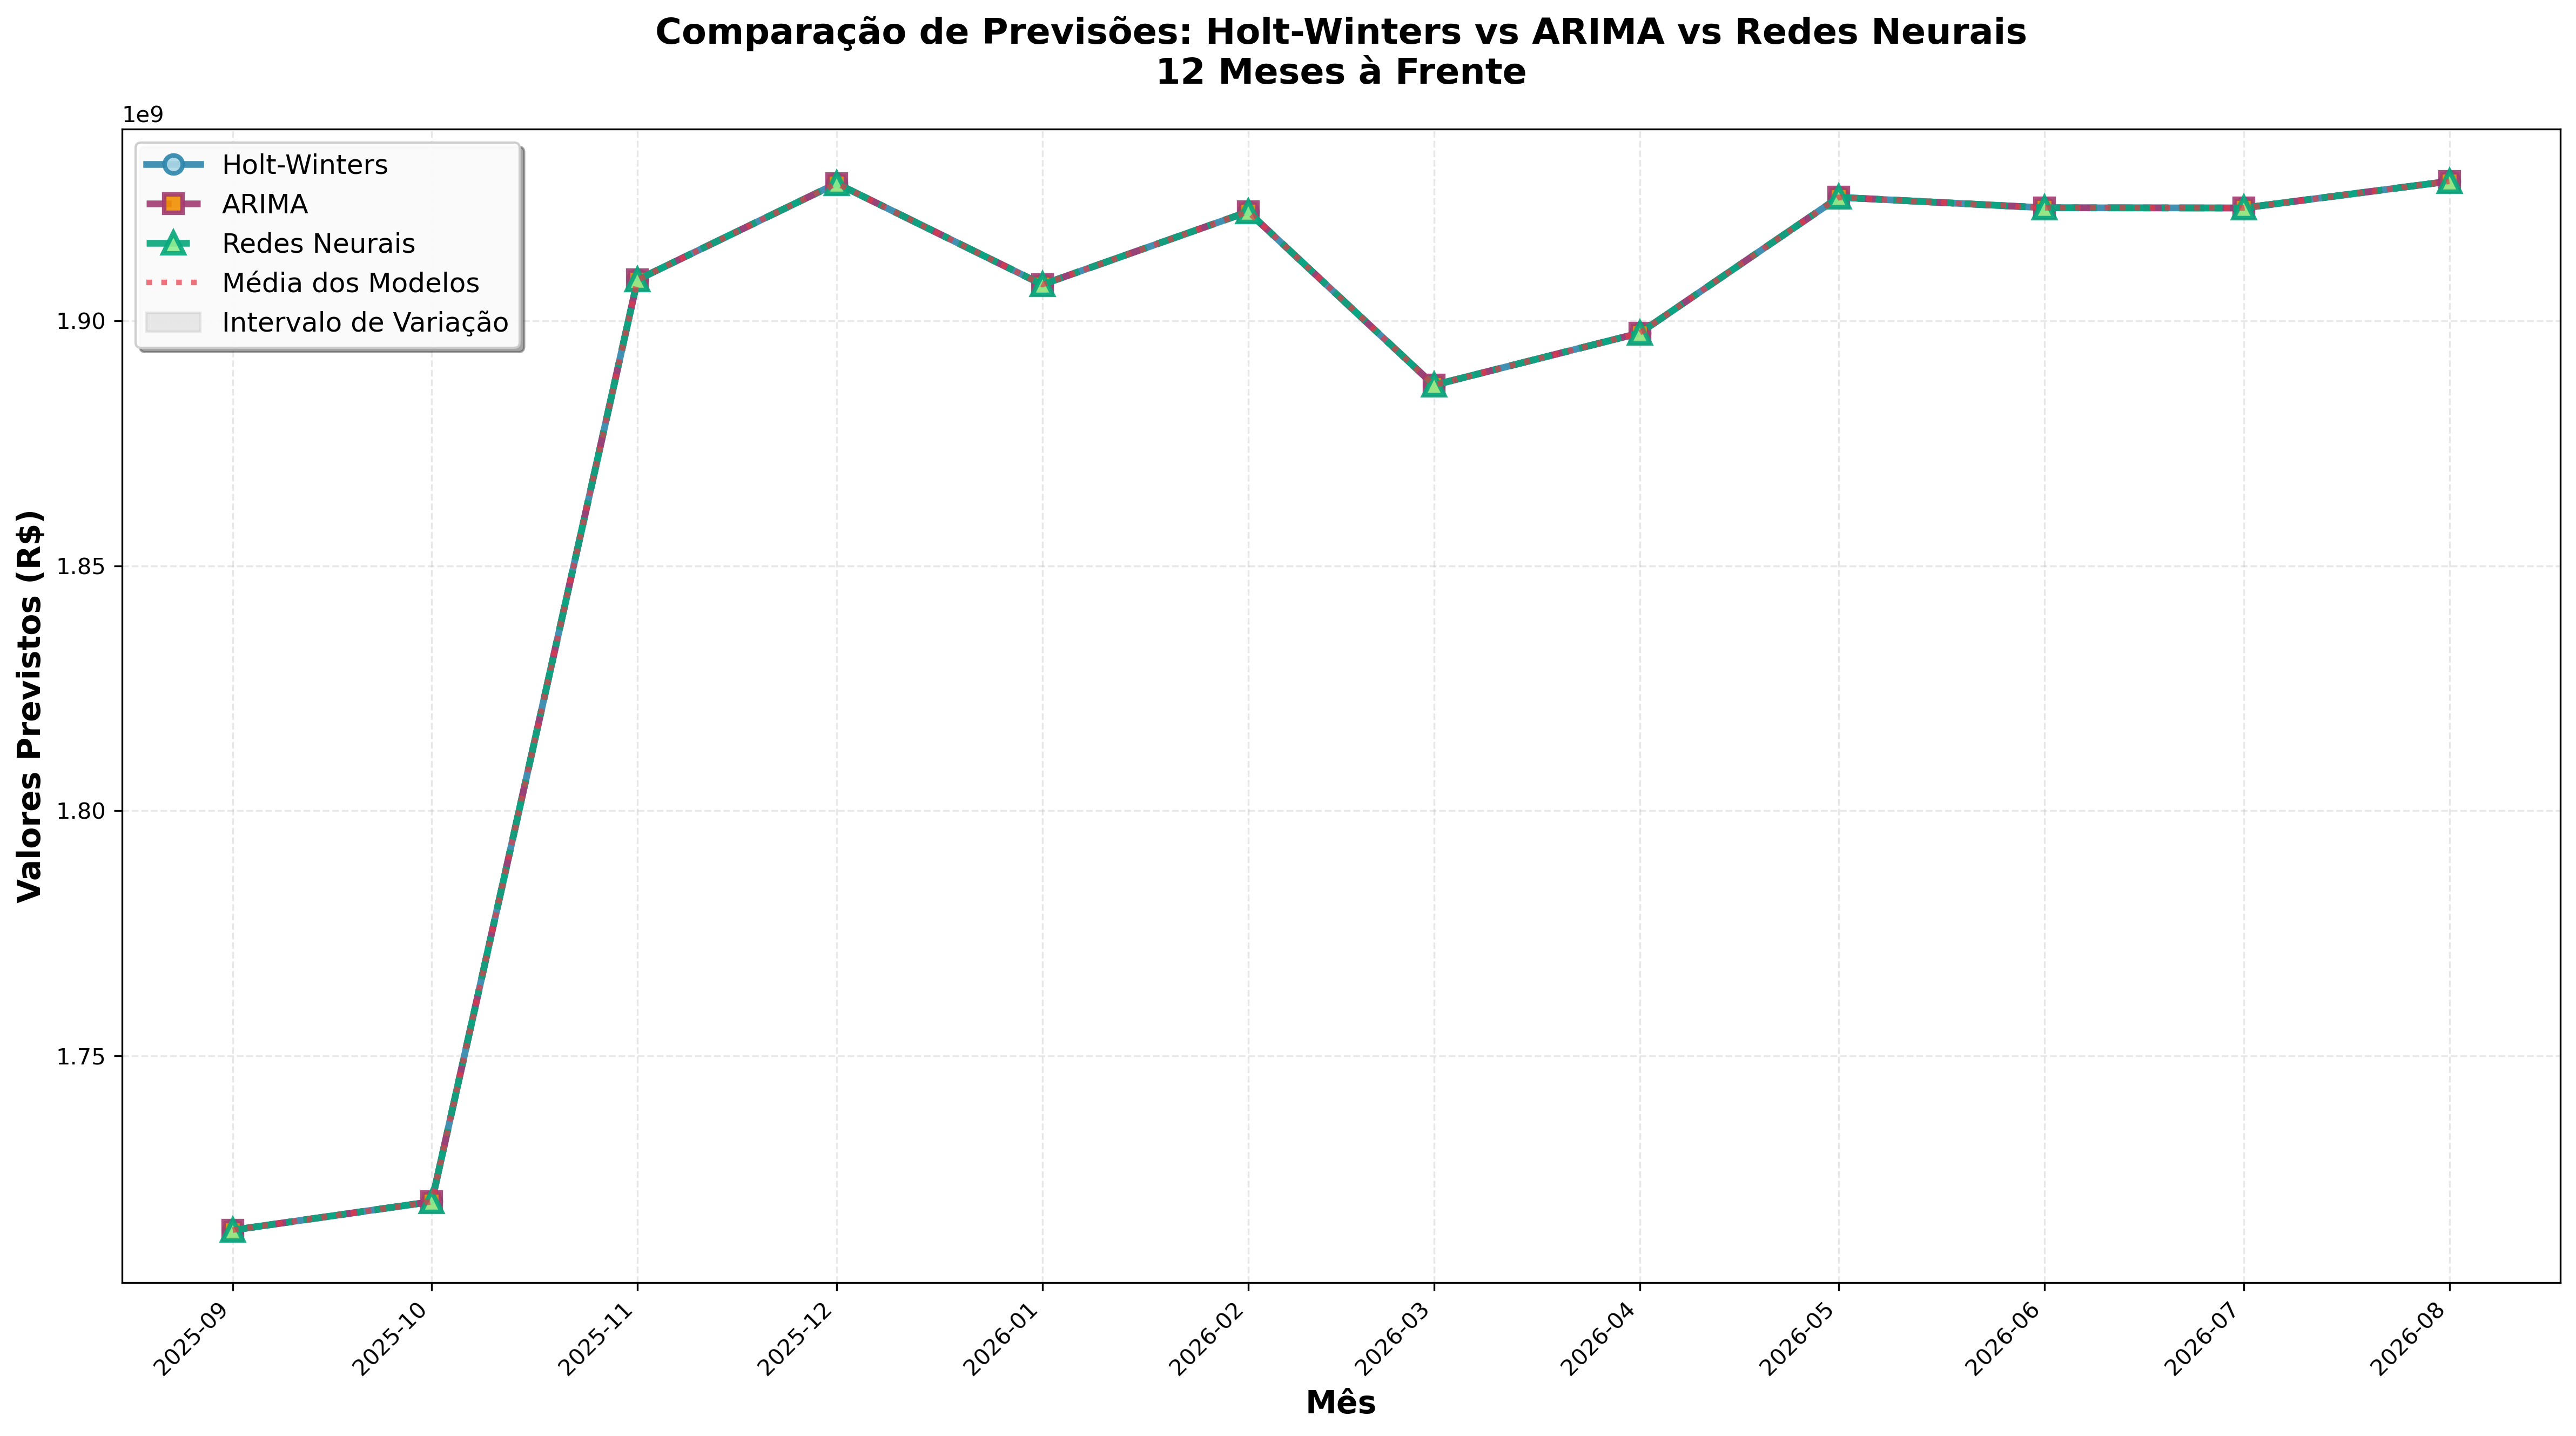 Comparação de Previsões: Holt-Winters vs ARIMA vs Redes Neurais
12 Meses à Frente
1e9
Holt-Winters
ARIMA
Redes Neurais
Média dos Modelos
Intervalo de Variação
1.90
1.85
1.80
1.75
Valores Previstos (R$)
2025-09
2025-10
2025-11
2025-12
2026-01
2026-02
2026-03
2026-04
2026-05
2026-06
2026-07
2026-08
Mês